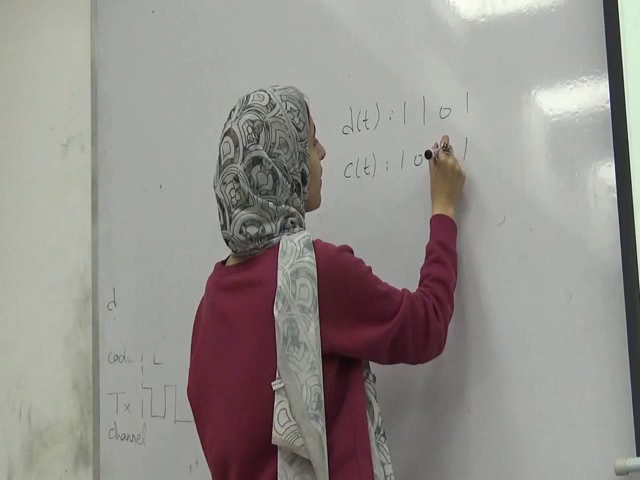 d(t) : 1 1 0 1
c(t) : 1 0 1
d
code
Tx
channel